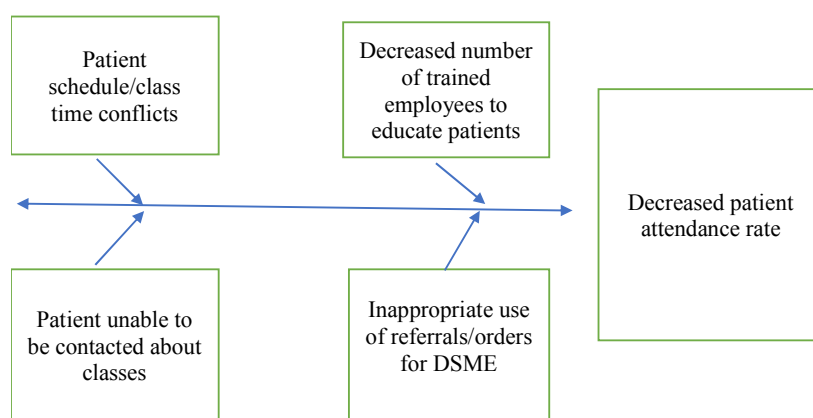 Patient
schedule/class
time conflicts
Decreased number
of trained
employees to
educate patients
Decreased patient
attendance rate
Patient unable to
be contacted about
classes
Inappropriate use
of referrals/orders
for DSME